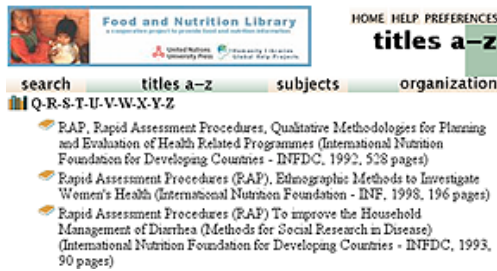 Food and Nutrition Library
a cooperative project to provide food and nutrition information
United Nations
University Press
Humanity Libraries
Global Help Projects
HOME HELP PREFERENCES
titles a–z
search titles a–z subjects organization
Q-R-S-T-U-V-W-X-Y-Z
RAP, Rapid Assessment Procedures, Qualitative Methodologies for Planning
and Evaluation of Health Related Programmes (International Nutrition
Foundation for Developing Countries - INFDC, 1992, 528 pages)
Rapid Assessment Procedures (RAP), Ethnographic Methods to Investigate
Women's Health (International Nutrition Foundation - INF, 1998, 196 pages)
Rapid Assessment Procedures (RAP) To improve the Household
Management of Diarrhea (Methods for Social Research in Disease)
(International Nutrition Foundation for Developing Countries - INFDC, 1993,
90 pages)